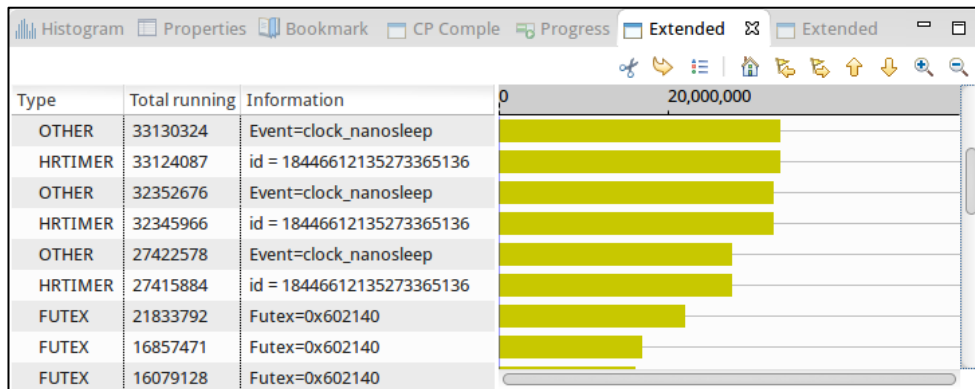 Histogram Properties Bookmark CP Comple Progress Extended Extended
Type Total running Information 0 20,000,000
OTHER 33130324 Event=clock_nanosleep
HRTIMER 33124087 id = 18446612135273365136
OTHER 32352676 Event=clock_nanosleep
HRTIMER 32345966 id = 18446612135273365136
OTHER 27422578 Event=clock_nanosleep
HRTIMER 27415884 id = 18446612135273365136
FUTEX 21833792 Futex=0x602140
FUTEX 16857471 Futex=0x602140
FUTEX 16079128 Futex=0x602140